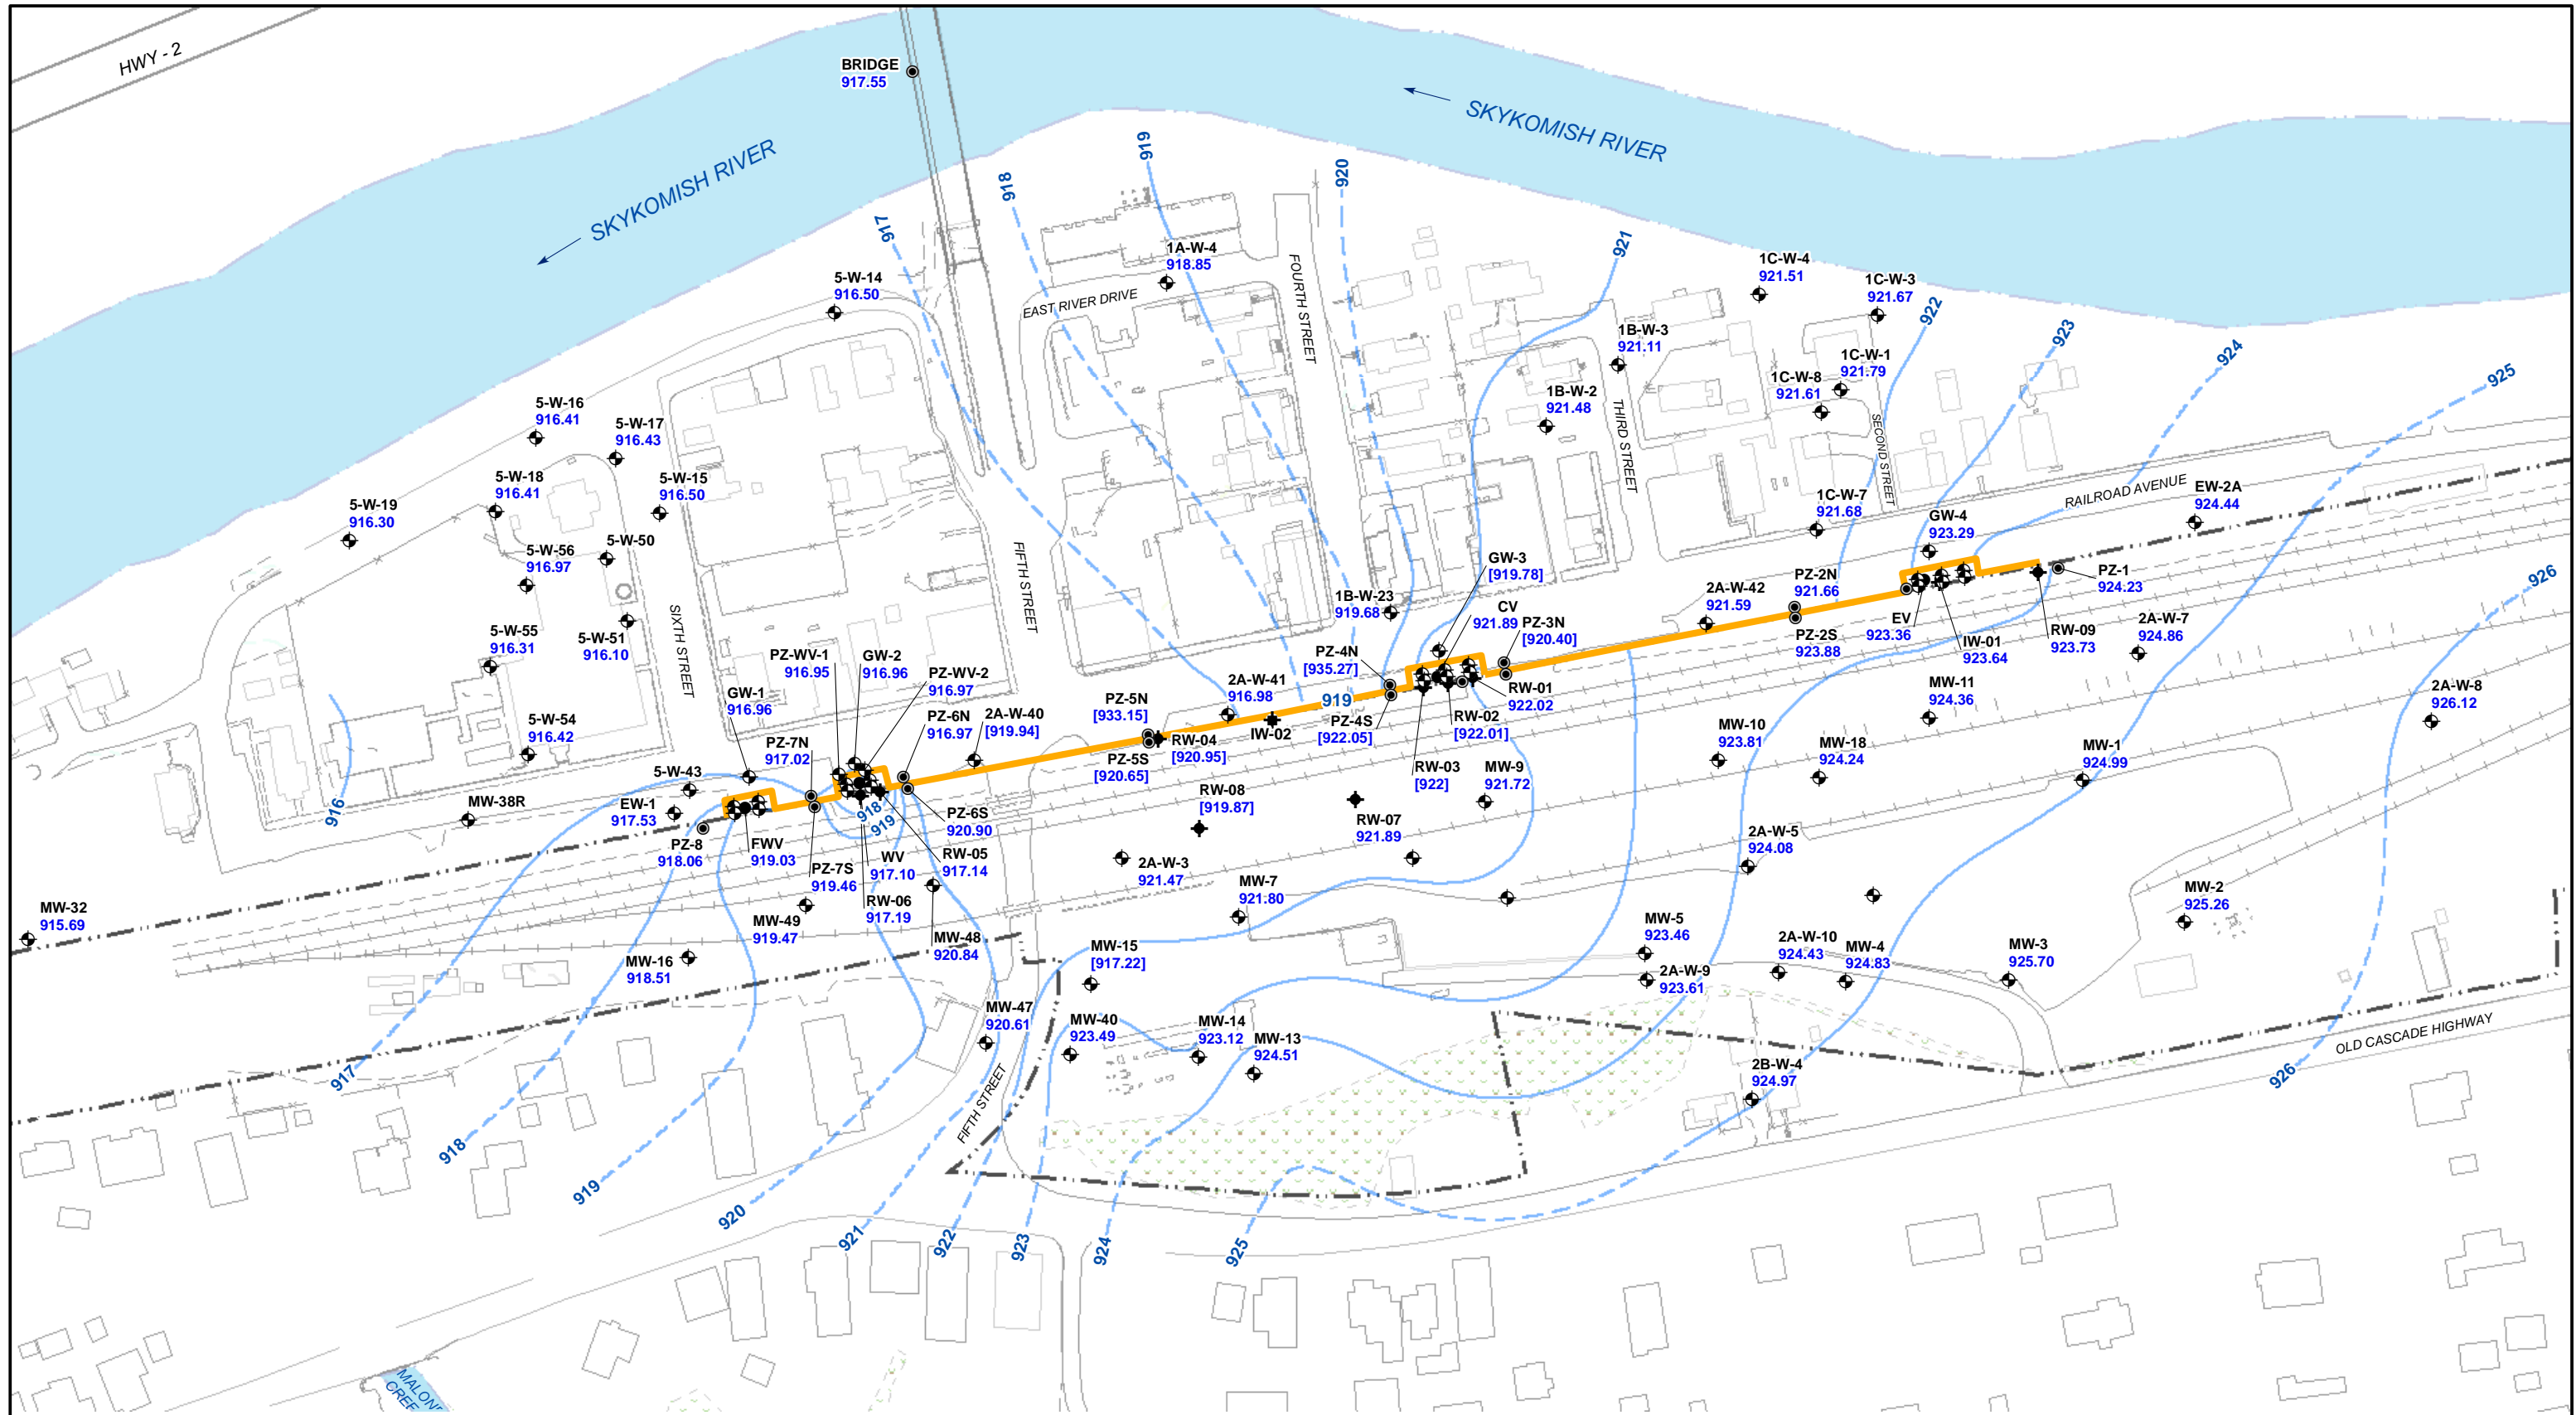 HWY - 2
BRIDGE
917.55
SKYKOMISH RIVER
SKYKOMISH RIVER
919
918
917
920
921
922
923
924
925
926
1A-W-4
918.85
5-W-14
916.50
EAST RIVER DRIVE
FOURTH STREET
1C-W-4
921.51
1C-W-3
921.67
1B-W-3
921.11
1C-W-1
921.79
1C-W-8
921.61
1B-W-2
921.48
THIRD STREET
SECOND STREET
5-W-16
916.41
5-W-17
916.43
5-W-18
916.41
5-W-15
916.50
5-W-19
916.30
5-W-56
916.97
5-W-50
5-W-51
916.10
5-W-55
916.31
5-W-54
916.42
SIXTH STREET
FIFTH STREET
RAILROAD AVENUE
EW-2A
924.44
1C-W-7
921.68
GW-4
923.29
GW-3
[919.78]
1B-W-23
919.68
CV
921.89
PZ-3N
[920.40]
2A-W-42
921.59
PZ-2N
921.66
PZ-2S
923.88
EV
923.36
IW-01
923.64
RW-09
923.73
PZ-1
924.23
2A-W-7
924.86
2A-W-8
926.12
PZ-4N
[935.27]
PZ-4S
[922.05]
RW-01
922.02
RW-02
[922.01]
RW-03
[922]
MW-9
921.72
MW-10
923.81
MW-18
924.24
MW-11
924.36
MW-1
924.99
PZ-WV-1
916.95
GW-2
916.96
PZ-WV-2
916.97
GW-1
916.96
PZ-6N
916.97
2A-W-40
[919.94]
PZ-7N
917.02
PZ-5N
[933.15]
2A-W-41
916.98
919
IW-02
PZ-5S
[920.65]
RW-04
[920.95]
RW-08
[919.87]
RW-07
921.89
5-W-43
EW-1
917.53
MW-38R
916
918
919
PZ-8
918.06
FWV
919.03
PZ-7S
919.46
WV
917.10
RW-05
917.14
PZ-6S
920.90
RW-06
917.19
2A-W-3
921.47
MW-7
921.80
2A-W-5
924.08
MW-32
915.69
MW-49
919.47
MW-16
918.51
MW-48
920.84
MW-15
[917.22]
MW-5
923.46
2A-W-9
923.61
2A-W-10
924.43
MW-4
924.83
MW-3
925.70
MW-2
925.26
MW-47
920.61
MW-40
923.49
MW-14
923.12
MW-13
924.51
2B-W-4
924.97
OLD CASCADE HIGHWAY
FIFTH STREET
917
918
919
920
921
922
923
924
925
926